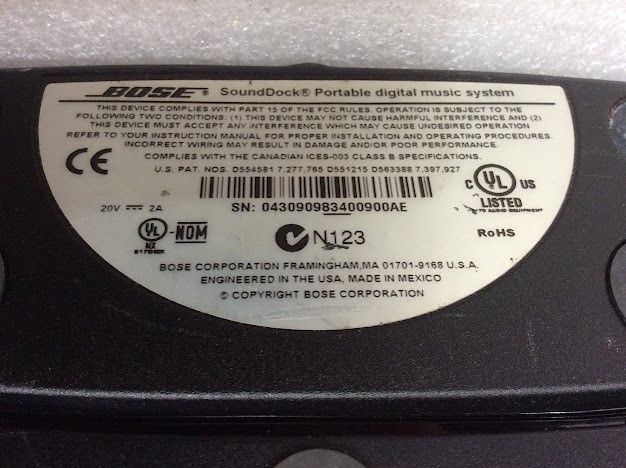 BOSE® SoundDock® Portable digital music system
THIS DEVICE COMPLIES WITH PART 15 OF THE FCC RULES. OPERATION IS SUBJECT TO THE
FOLLOWING TWO CONDITIONS: (1) THIS DEVICE MAY NOT CAUSE HARMFUL INTERFERENCE AND (2)
THIS DEVICE MUST ACCEPT ANY INTERFERENCE WHICH MAY CAUSE UNDESIRED OPERATION
REFER TO YOUR INSTRUCTION MANUAL FOR PROPER INSTALLATION AND OPERATING PROCEDURES.
INCORRECT WIRING MAY RESULT IN DAMAGE AND/OR POOR PERFORMANCE.
CE
COMPLIES WITH THE CANADIAN ICES-003 CLASS B SPECIFICATIONS.
U.S. PAT. NOS. D554581 7,277,765 D551215 D563388 7,397,927
C UL US
LISTED
AUDIO EQUIPMENT
20V ⎓ 2A
SN: 043090983400900AE
UL -NOM
MX
N123
RoHS
BOSE CORPORATION FRAMINGHAM,MA 01701-9168 U.S.A.
ENGINEERED IN THE USA, MADE IN MEXICO
© COPYRIGHT BOSE CORPORATION